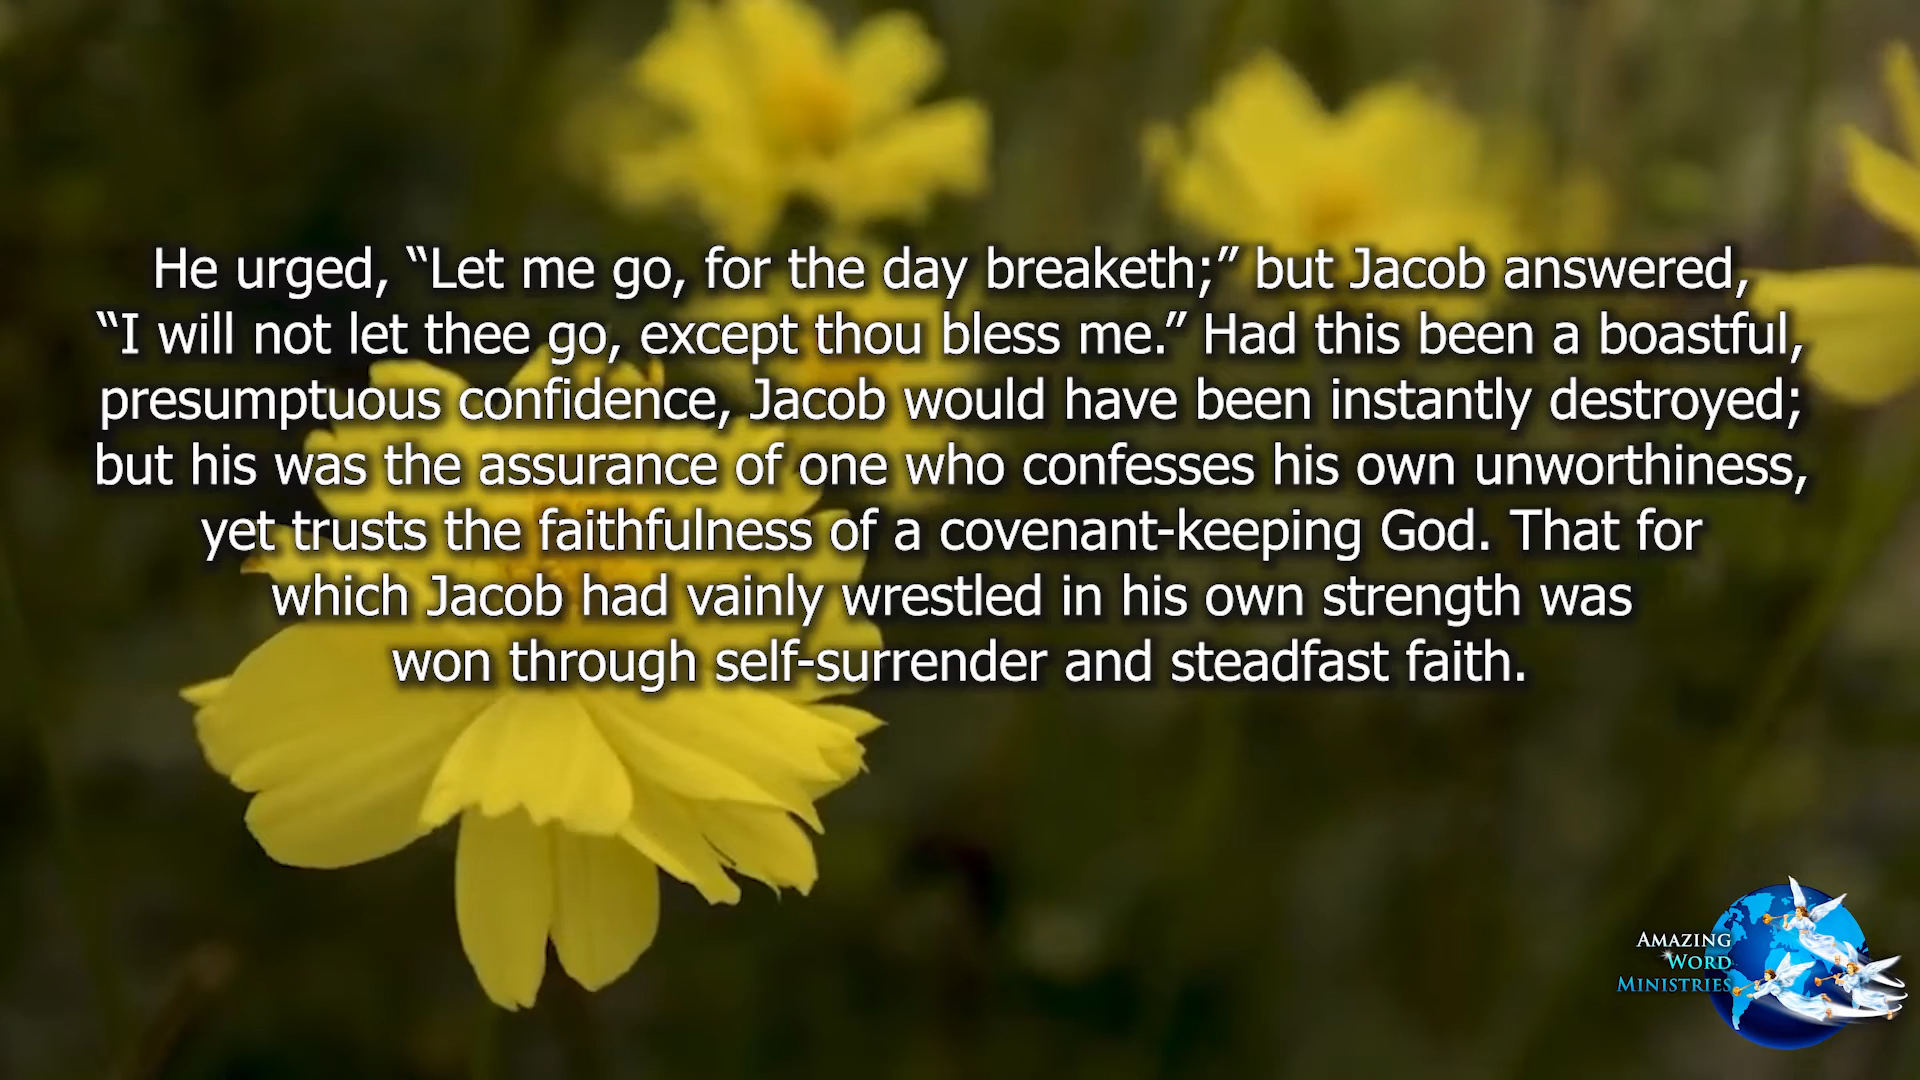 He urged, “Let me go, for the day breaketh;” but Jacob answered,
“I will not let thee go, except thou bless me.” Had this been a boastful,
presumptuous confidence, Jacob would have been instantly destroyed;
but his was the assurance of one who confesses his own unworthiness,
yet trusts the faithfulness of a covenant-keeping God. That for
which Jacob had vainly wrestled in his own strength was
won through self-surrender and steadfast faith.
AMAZING
WORD
MINISTRIES